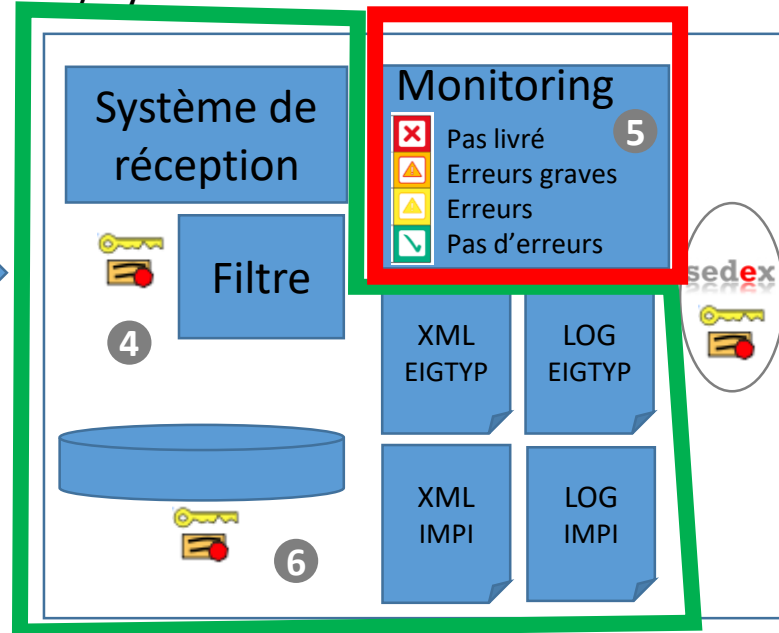 Système de
réception
Monitoring
5
Pas livré
Erreurs graves
Erreurs
Pas d'erreurs
Filtre
4
sedex
XML
EIGTYP
LOG
EIGTYP
XML
IMPI
LOG
IMPI
6